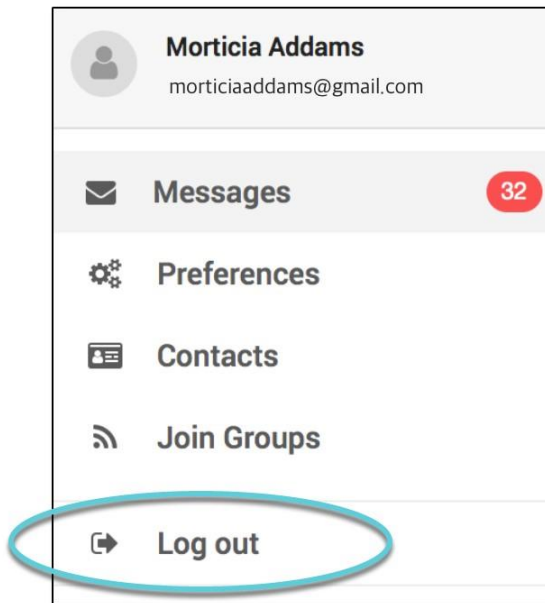 Morticia Addams
morticiaaddams@gmail.com
Messages 32
Preferences
Contacts
Join Groups
Log out